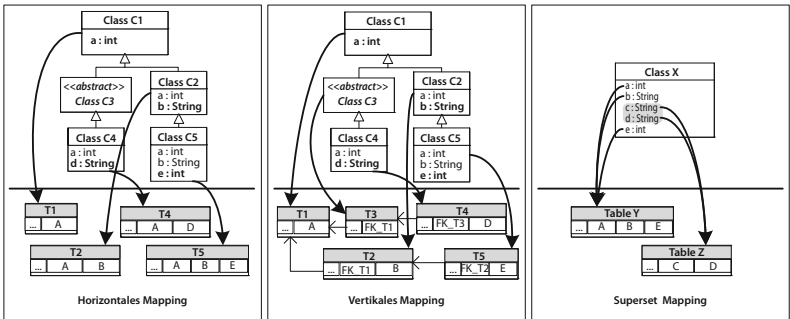 Class C1
a : int
<<abstract>>
Class C3
Class C2
a : int
b : String
Class C4
a : int
d : String
Class C5
a : int
b : String
e : int
T1
... A
T4
... A D
T2
... A B
T5
... A B E
Horizontales Mapping
Class C1
a : int
<<abstract>>
Class C3
Class C2
a : int
b : String
Class C4
a : int
d : String
Class C5
a : int
b : String
e : int
T1
... A
T3
... FK_T1
T4
... FK_T3 D
T2
... FK_T1 B
T5
... FK_T2 E
Vertikales Mapping
Class X
a : int
b : String
c : String
d : String
e : int
Table Y
... A B E
Table Z
... C D
Superset Mapping